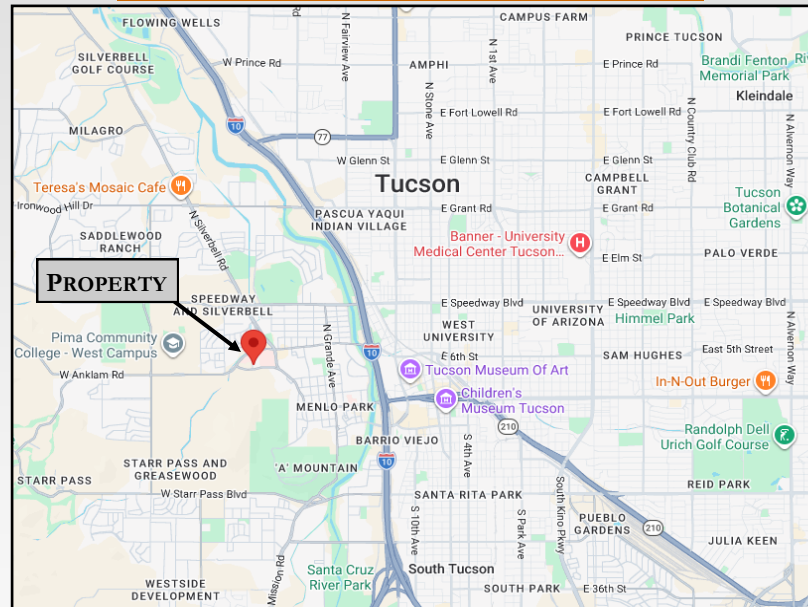 FLOWING WELLS
CAMPUS FARM
PRINCE TUCSON
SILVERBELL
GOLF COURSE
N Fairview Ave
W Prince Rd
AMPHI
N 1st Ave
E Prince Rd
Brandi Fenton
Memorial Park
Kleindale
N Stone Ave
E Fort Lowell Rd
E Fort Lowell Rd
N Country Club Rd
N Alvernon Way
MILAGRO
10
77
W Glenn St
E Glenn St
E Glenn St
Teresa's Mosaic Cafe
Tucson
CAMPBELL
GRANT
Tucson
Botanical
Gardens
Ironwood Hill Dr
N Silverbell Rd
PASCUA YAQUI
INDIAN VILLAGE
E Grant Rd
E Grant Rd
SADDLEWOOD
RANCH
Banner - University
Medical Center Tucson...
H
E Elm St
PALO VERDE
PROPERTY
SPEEDWAY
AND SILVERBELL
E Speedway Blvd
E Speedway Blvd
E Speedway Blvd
UNIVERSITY
OF ARIZONA
Himmel Park
N Alvernon Way
Pima Community
College - West Campus
N Grande Ave
WEST
UNIVERSITY
10
E 6th St
SAM HUGHES
East 5th Street
W Anklam Rd
Tucson Museum Of Art
In-N-Out Burger
Children's
Museum Tucson
MENLO PARK
210
Randolph Dell
Urich Golf Course
BARRIO VIEJO
S 4th Ave
STARR PASS AND
GREASEWOOD
'A' MOUNTAIN
10
STARR PASS
W Starr Pass Blvd
SANTA RITA PARK
South Kino Pkwy
REID PARK
S 10th Ave
S Park Ave
PUEBLO
GARDENS
210
JULIA KEEN
Mission Rd
Santa Cruz
River Park
South Tucson
WESTSIDE
DEVELOPMENT
SOUTH PARK
E 36th St